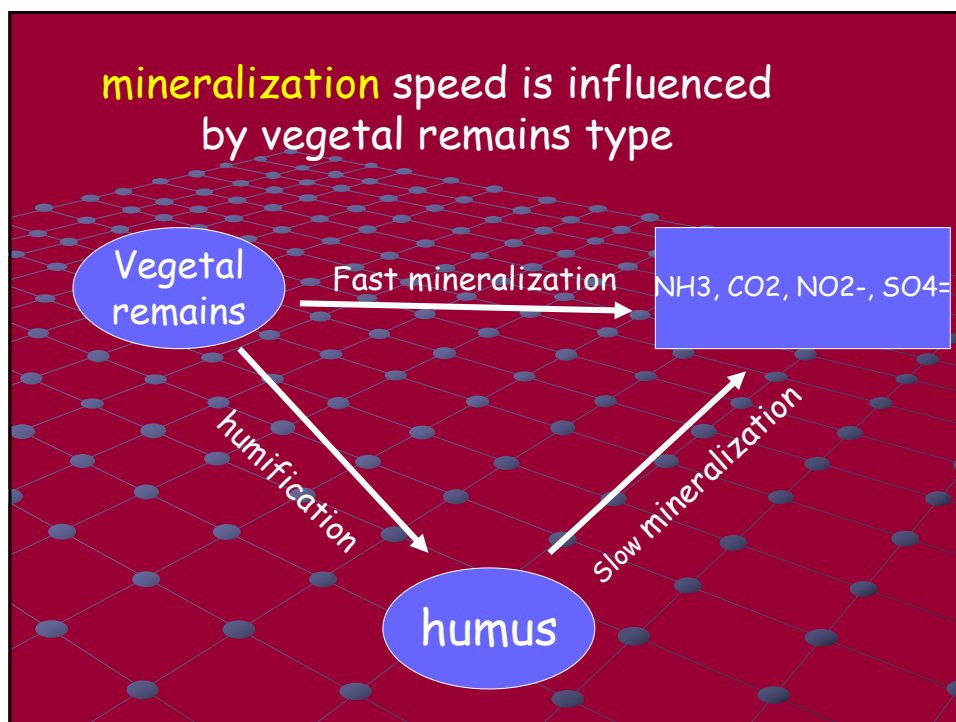 mineralization speed is influenced
by vegetal remains type
Vegetal
remains
Fast mineralization
NH3, CO2, NO2-, SO4=
humification
Slow mineralization
humus